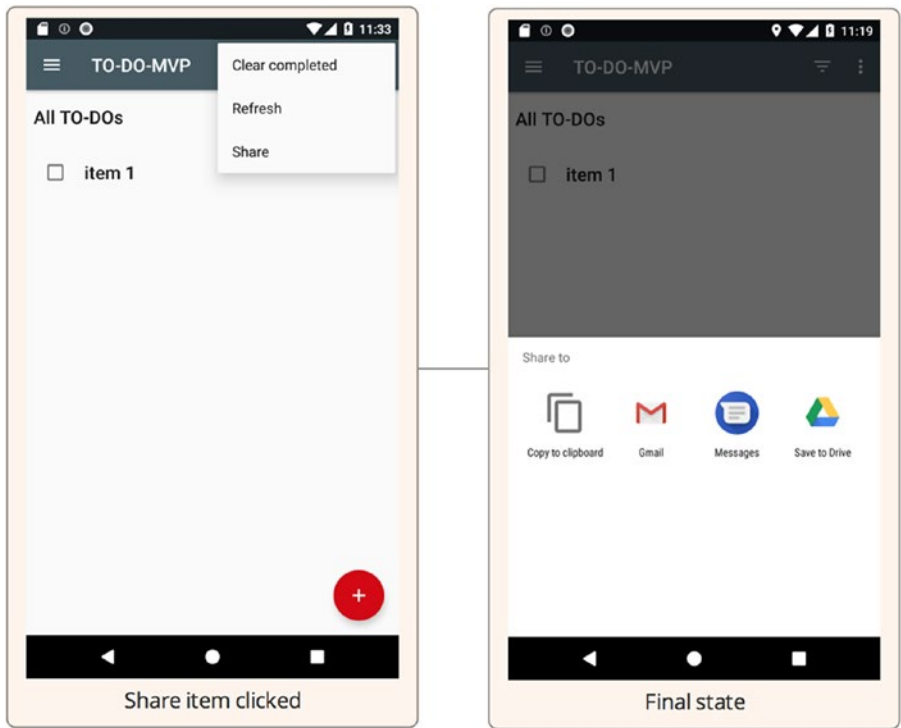 11:33
TO-DO-MVP
Clear completed
Refresh
Share
All TO-DOs
item 1
+
Share item clicked
11:19
TO-DO-MVP
All TO-DOs
item 1
Share to
Copy to clipboard
Gmail
Messages
Save to Drive
Final state